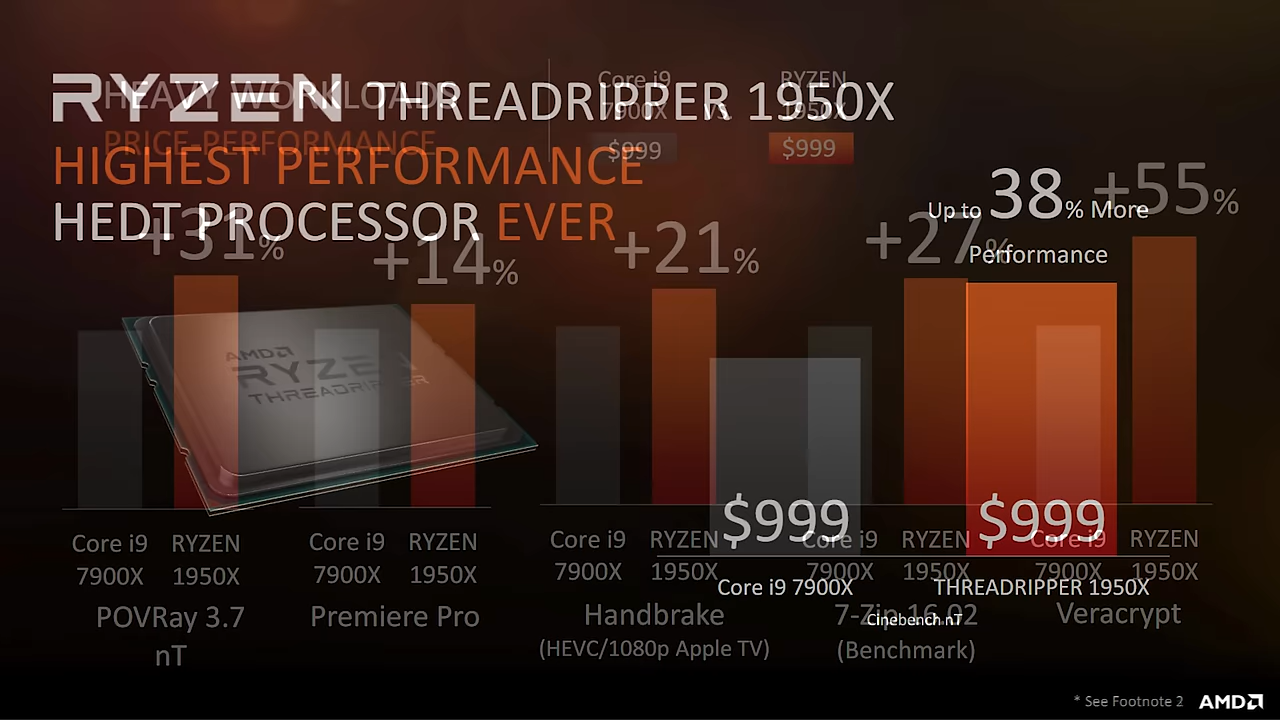 RYZEN THREADRIPPER 1950X
HIGHEST PERFORMANCE
HEDT PROCESSOR EVER
HEAVY WORKLOADS
PRICE-PERFORMANCE
Core i9 7900X
$999
VS
RYZEN 1950X
$999
Up to 38% More
Performance
+31%
+14%
+21%
+27%
+55%
AMD
RYZEN
THREADRIPPER
$999
$999
Core i9 7900X
THREADRIPPER 1950X
Cinebench nT
Core i9 7900X
RYZEN 1950X
POVRay 3.7
nT
Core i9 7900X
RYZEN 1950X
Premiere Pro
Core i9 7900X
RYZEN 1950X
Handbrake
(HEVC/1080p Apple TV)
Core i9 7900X
RYZEN 1950X
7-Zip 16.02
(Benchmark)
Core i9 7900X
RYZEN 1950X
Veracrypt
* See Footnote 2
AMD